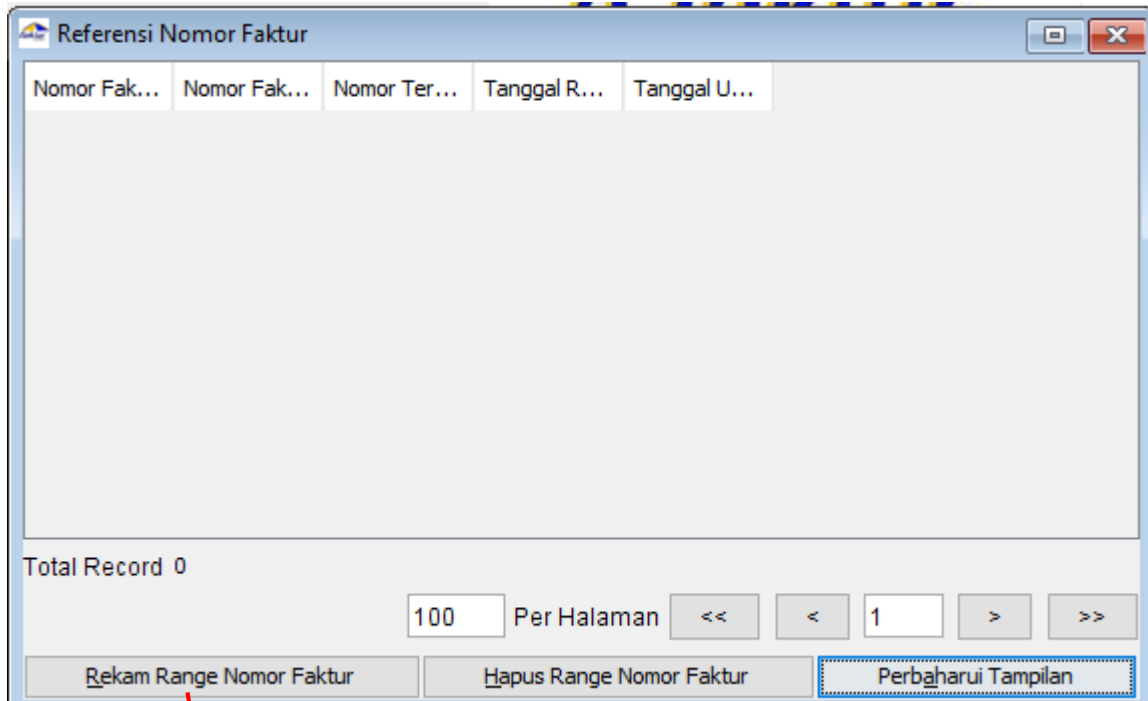 Referensi Nomor Faktur
Nomor Fak... Nomor Fak... Nomor Ter... Tanggal R... Tanggal U...
Total Record 0
100 Per Halaman << < 1 > >>
Rekam Range Nomor Faktur Hapus Range Nomor Faktur Perbaharui Tampilan